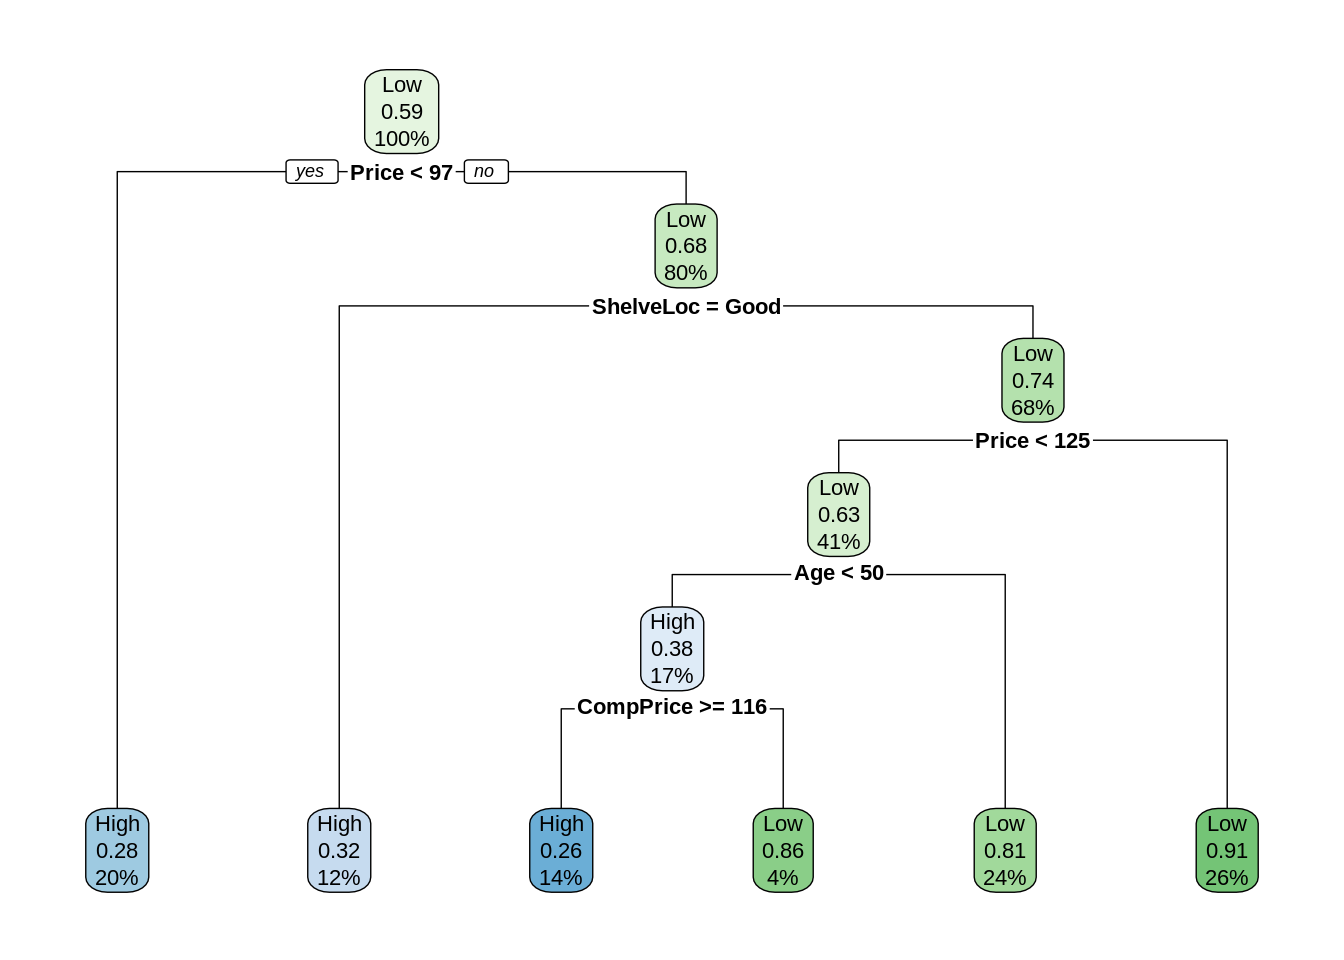 Low
0.59
100%
yes
Price < 97
no
Low
0.68
80%
ShelveLoc = Good
Low
0.74
68%
Price < 125
Low
0.63
41%
Age < 50
High
0.38
17%
CompPrice >= 116
High
0.28
20%
High
0.32
12%
High
0.26
14%
Low
0.86
4%
Low
0.81
24%
Low
0.91
26%